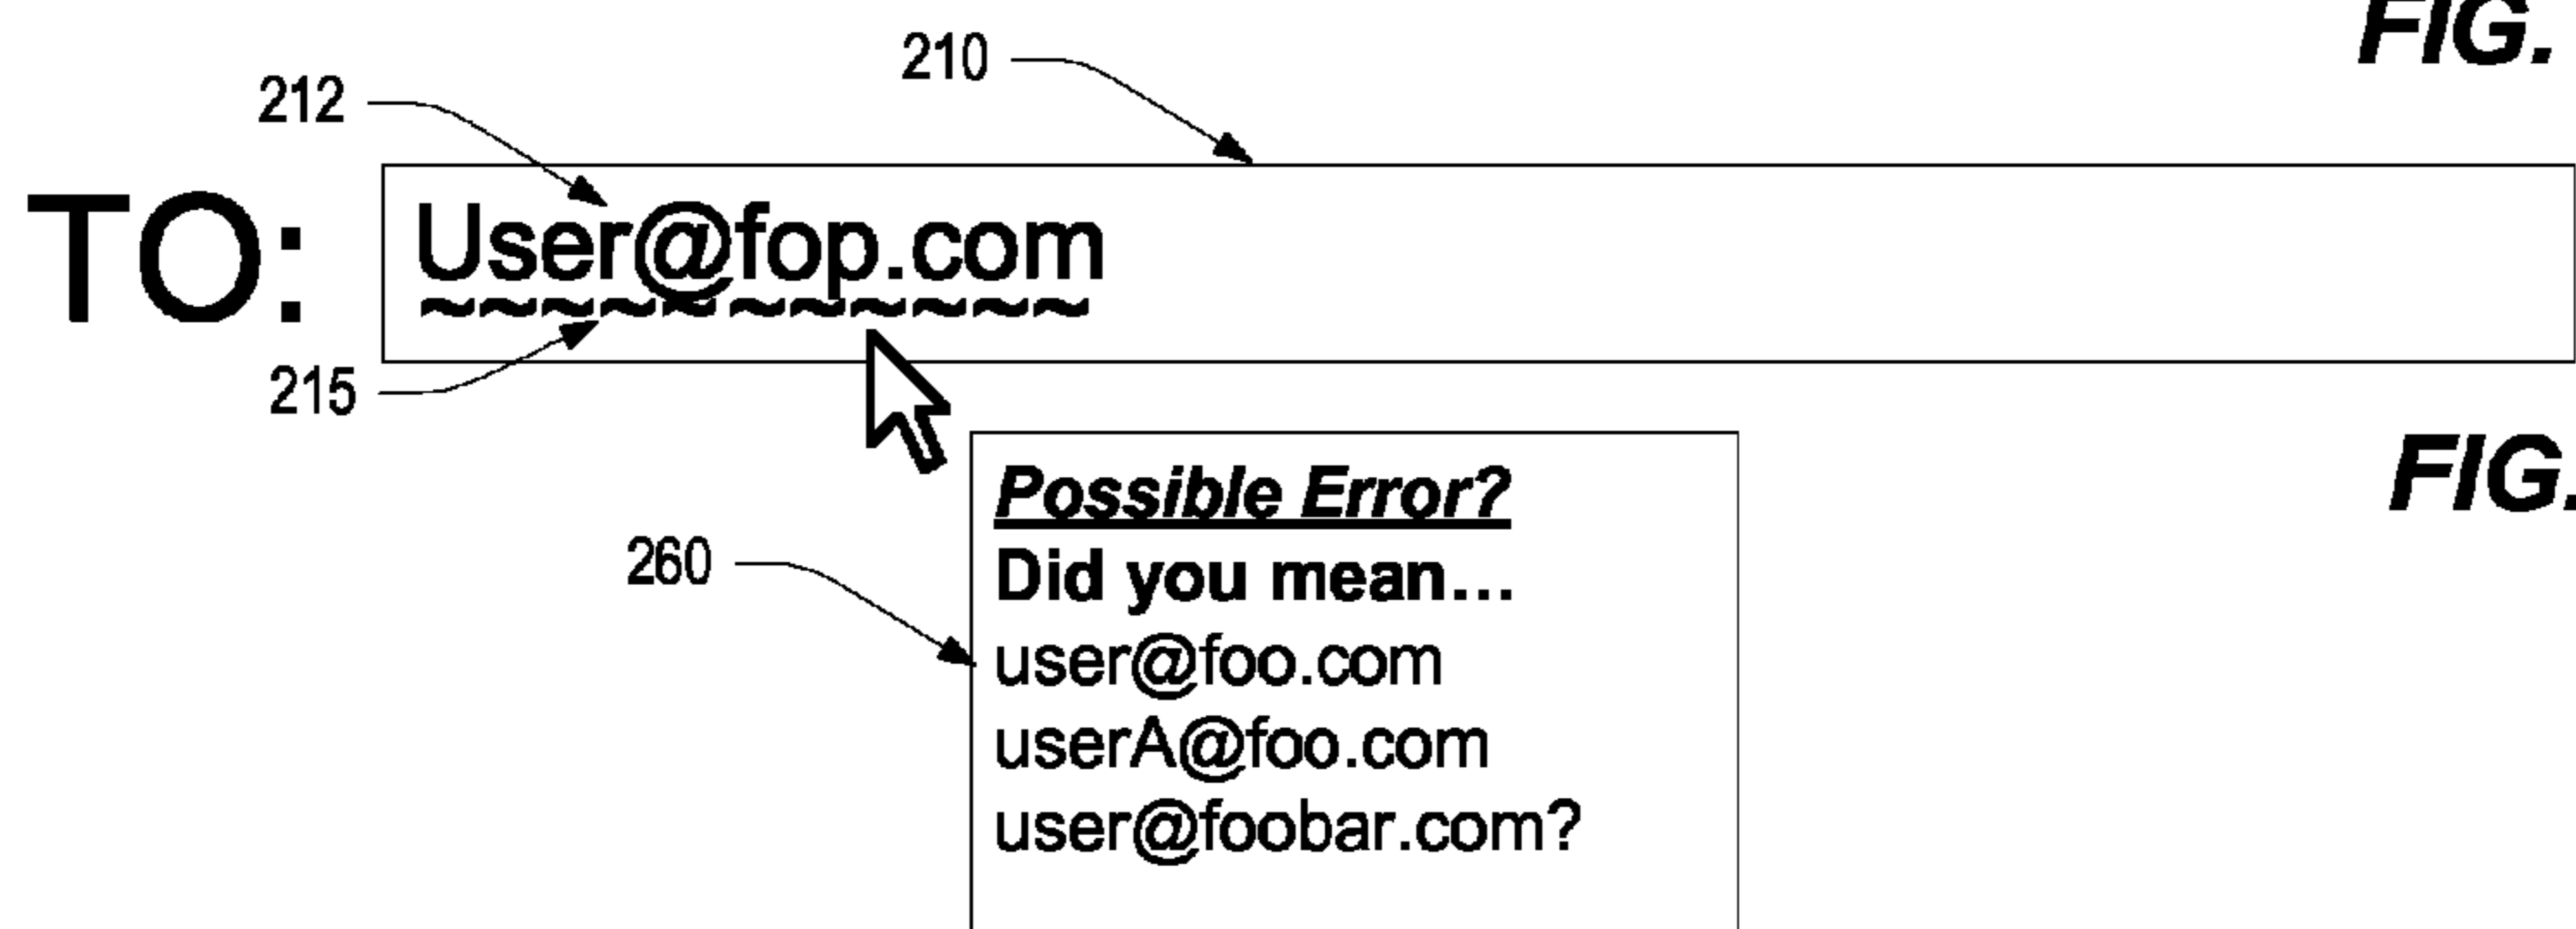 FIG.
210
212
TO: User@fop.com
~~~~~~~~~~~
215
FIG.
Possible Error?
260
Did you mean...
user@foo.com
userA@foo.com
user@foobar.com?